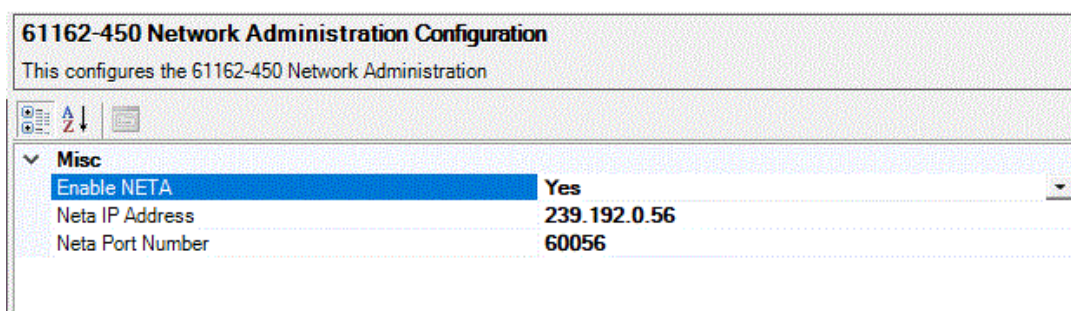 61162-450 Network Administration Configuration
This configures the 61162-450 Network Administration
Misc
Enable NETA Yes
Neta IP Address 239.192.0.56
Neta Port Number 60056